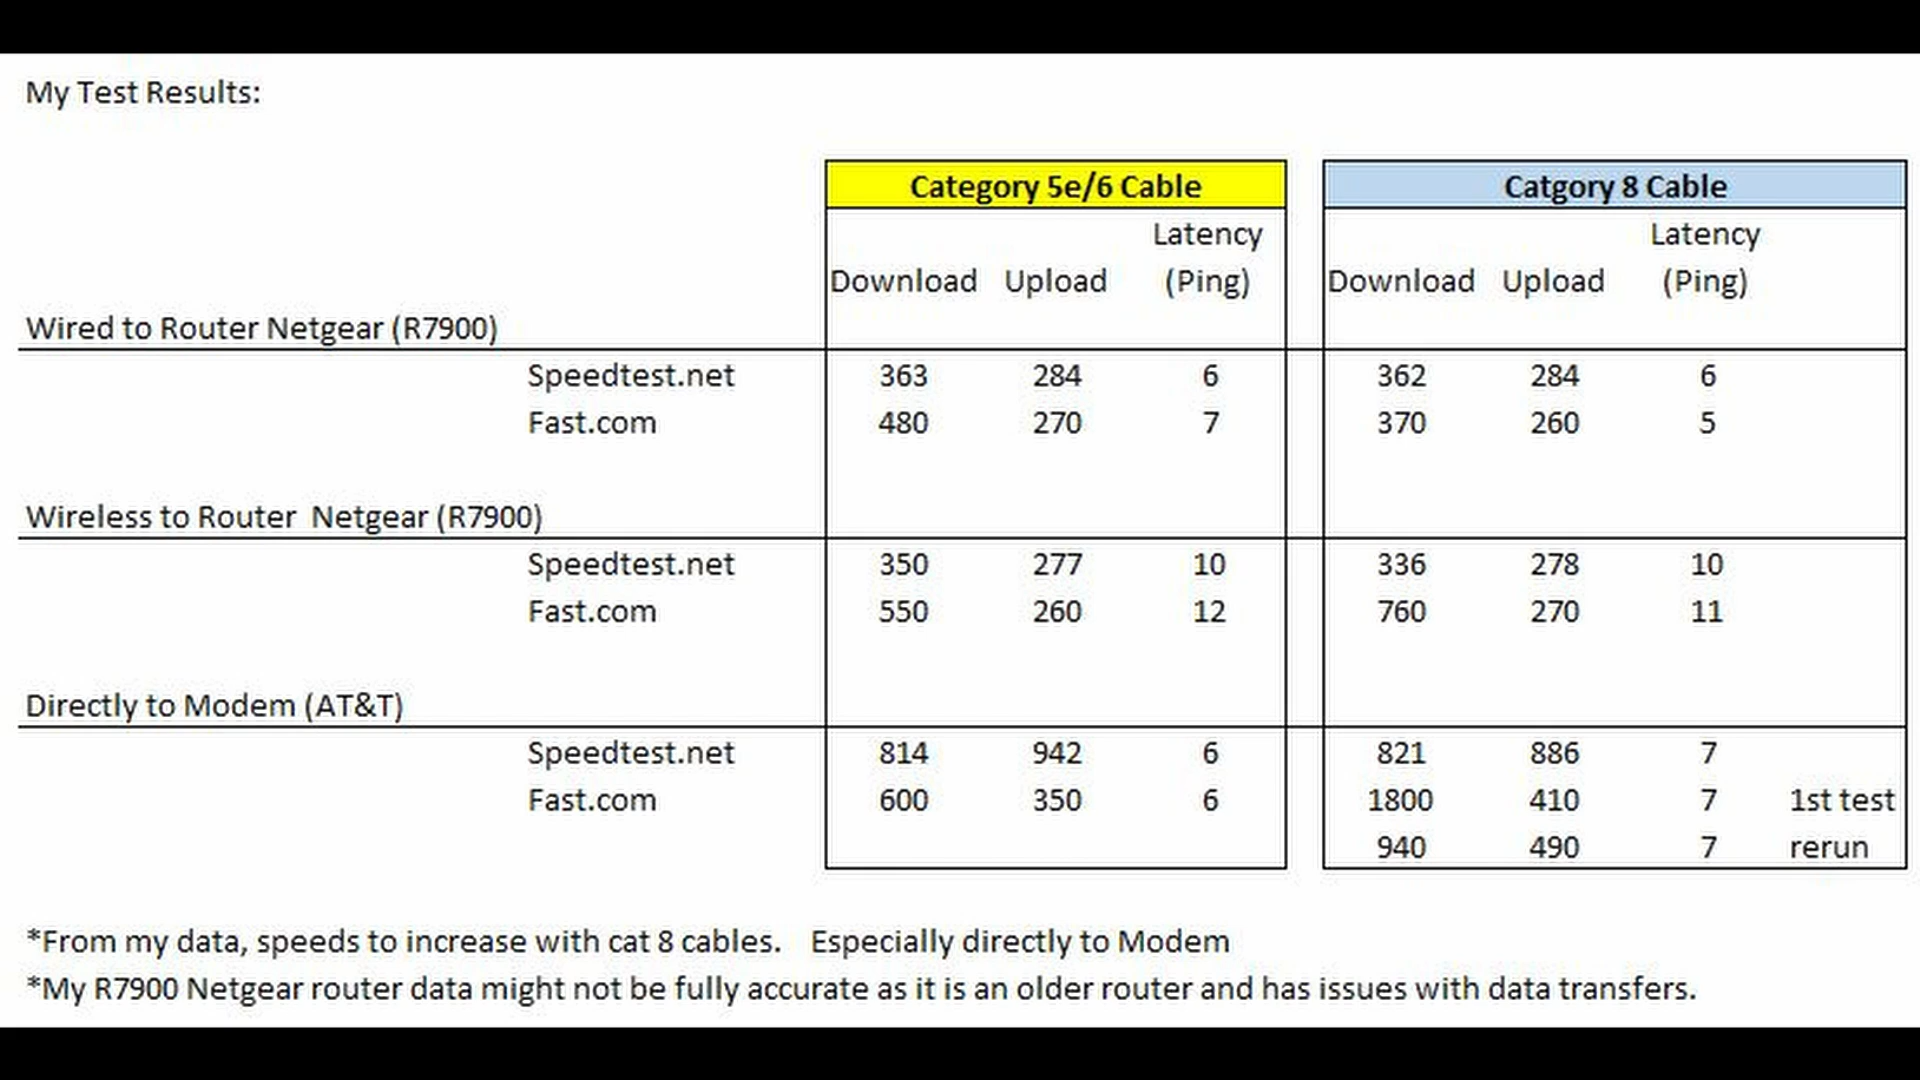 My Test Results:
Category 5e/6 Cable Catgory 8 Cable
Latency Latency
Download Upload (Ping) Download Upload (Ping)
Wired to Router Netgear (R7900)
Speedtest.net 363 284 6 362 284 6
Fast.com 480 270 7 370 260 5
Wireless to Router Netgear (R7900)
Speedtest.net 350 277 10 336 278 10
Fast.com 550 260 12 760 270 11
Directly to Modem (AT&T)
Speedtest.net 814 942 6 821 886 7
Fast.com 600 350 6 1800 410 7 1st test
940 490 7 rerun
*From my data, speeds to increase with cat 8 cables. Especially directly to Modem
*My R7900 Netgear router data might not be fully accurate as it is an older router and has issues with data transfers.